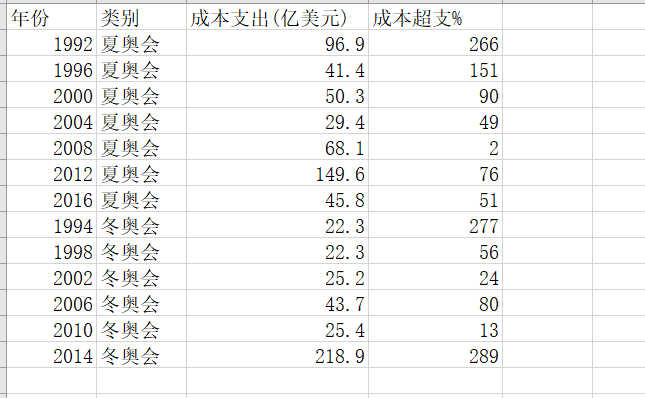 年份 类别 成本支出(亿美元) 成本超支%
1992 夏奥会 96.9 266
1996 夏奥会 41.4 151
2000 夏奥会 50.3 90
2004 夏奥会 29.4 49
2008 夏奥会 68.1 2
2012 夏奥会 149.6 76
2016 夏奥会 45.8 51
1994 冬奥会 22.3 277
1998 冬奥会 22.3 56
2002 冬奥会 25.2 24
2006 冬奥会 43.7 80
2010 冬奥会 25.4 13
2014 冬奥会 218.9 289